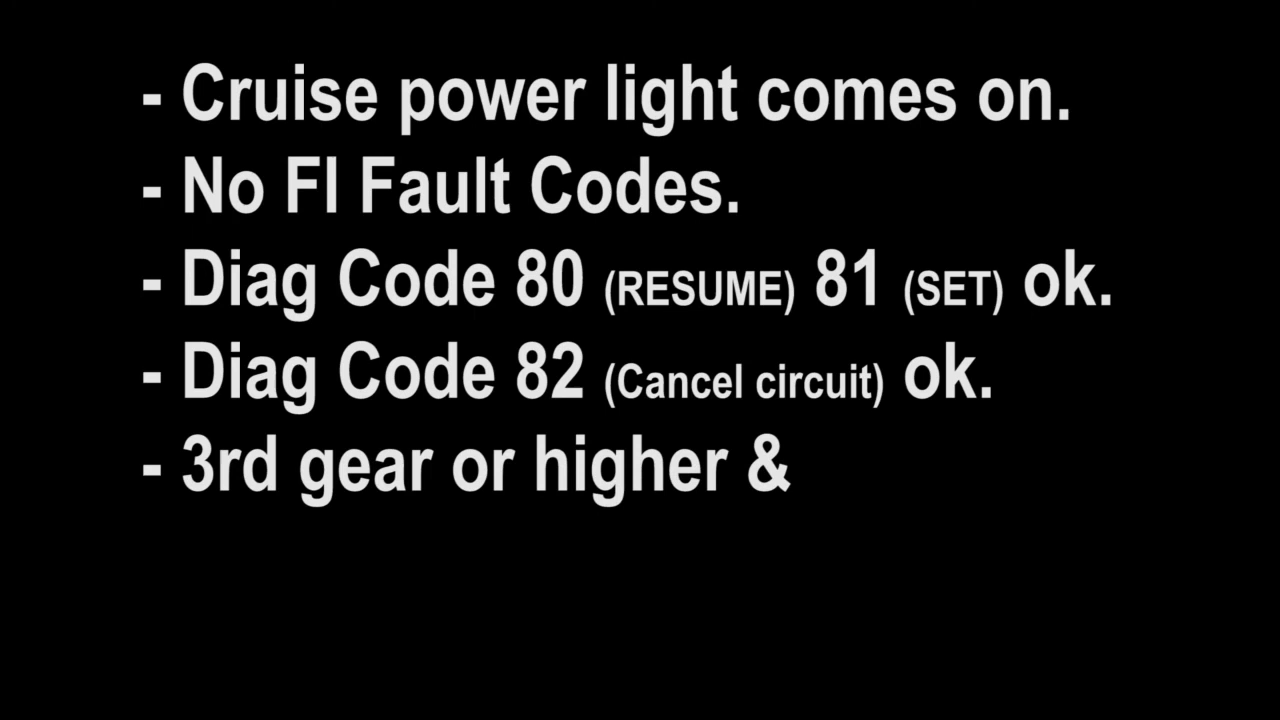 - Cruise power light comes on.
- No FI Fault Codes.
- Diag Code 80 (RESUME) 81 (SET) ok.
- Diag Code 82 (Cancel circuit) ok.
- 3rd gear or higher &